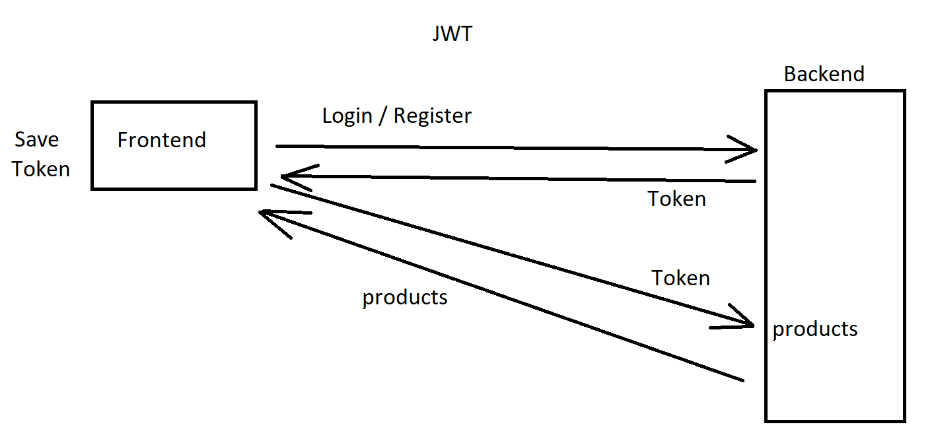 JWT
Backend
Login / Register
Frontend
Save
Token
Token
Token
products
products